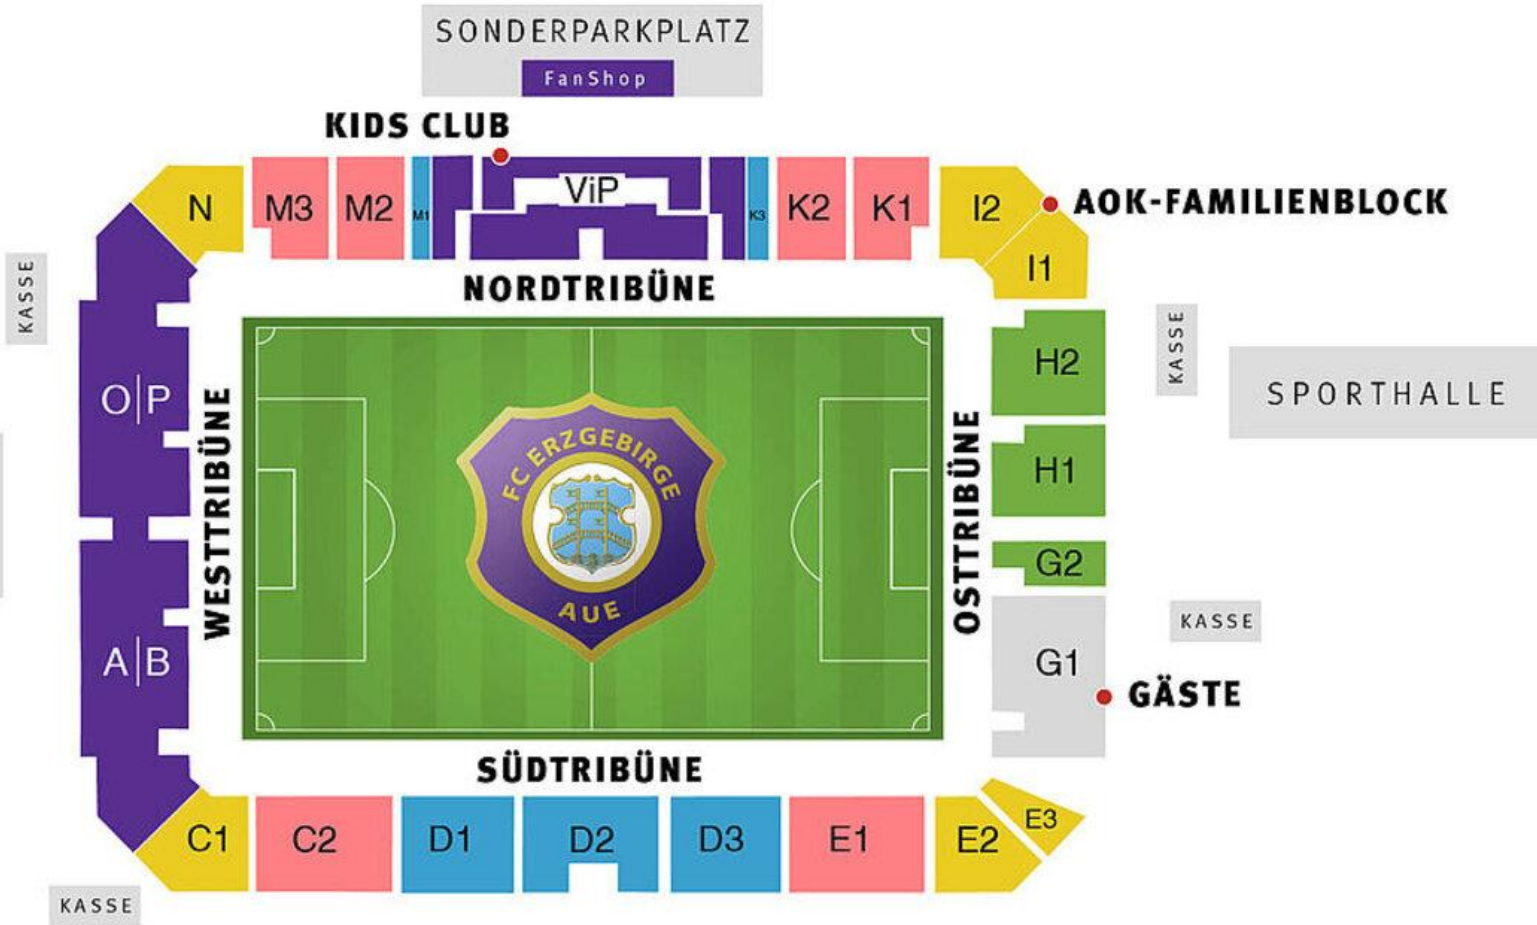 SONDERPARKPLATZ
FanShop
KIDS CLUB
N
M3
M2
M1
ViP
K3
K2
K1
I2
AOK-FAMILIENBLOCK
I1
NORDTRIBÜNE
KASSE
KASSE
H2
SPORTHALLE
O|P
WESTTRIBÜNE
FC ERZGEBIRGE
AUE
OSTTRIBÜNE
H1
G2
KASSE
A|B
G1
GÄSTE
SÜDTRIBÜNE
C1
C2
D1
D2
D3
E1
E2
E3
KASSE